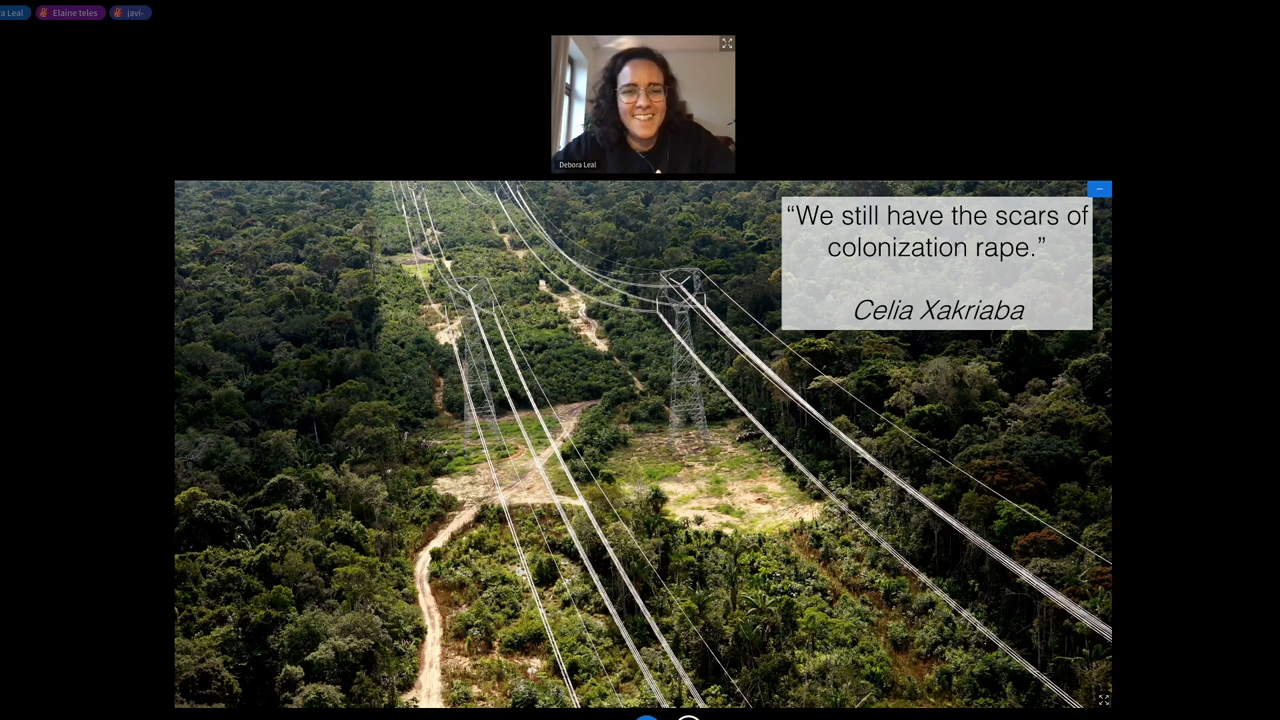 a Leal
Elaine teles
javi-
Debora Leal
“We still have the scars of
colonization rape.”
Celia Xakriaba